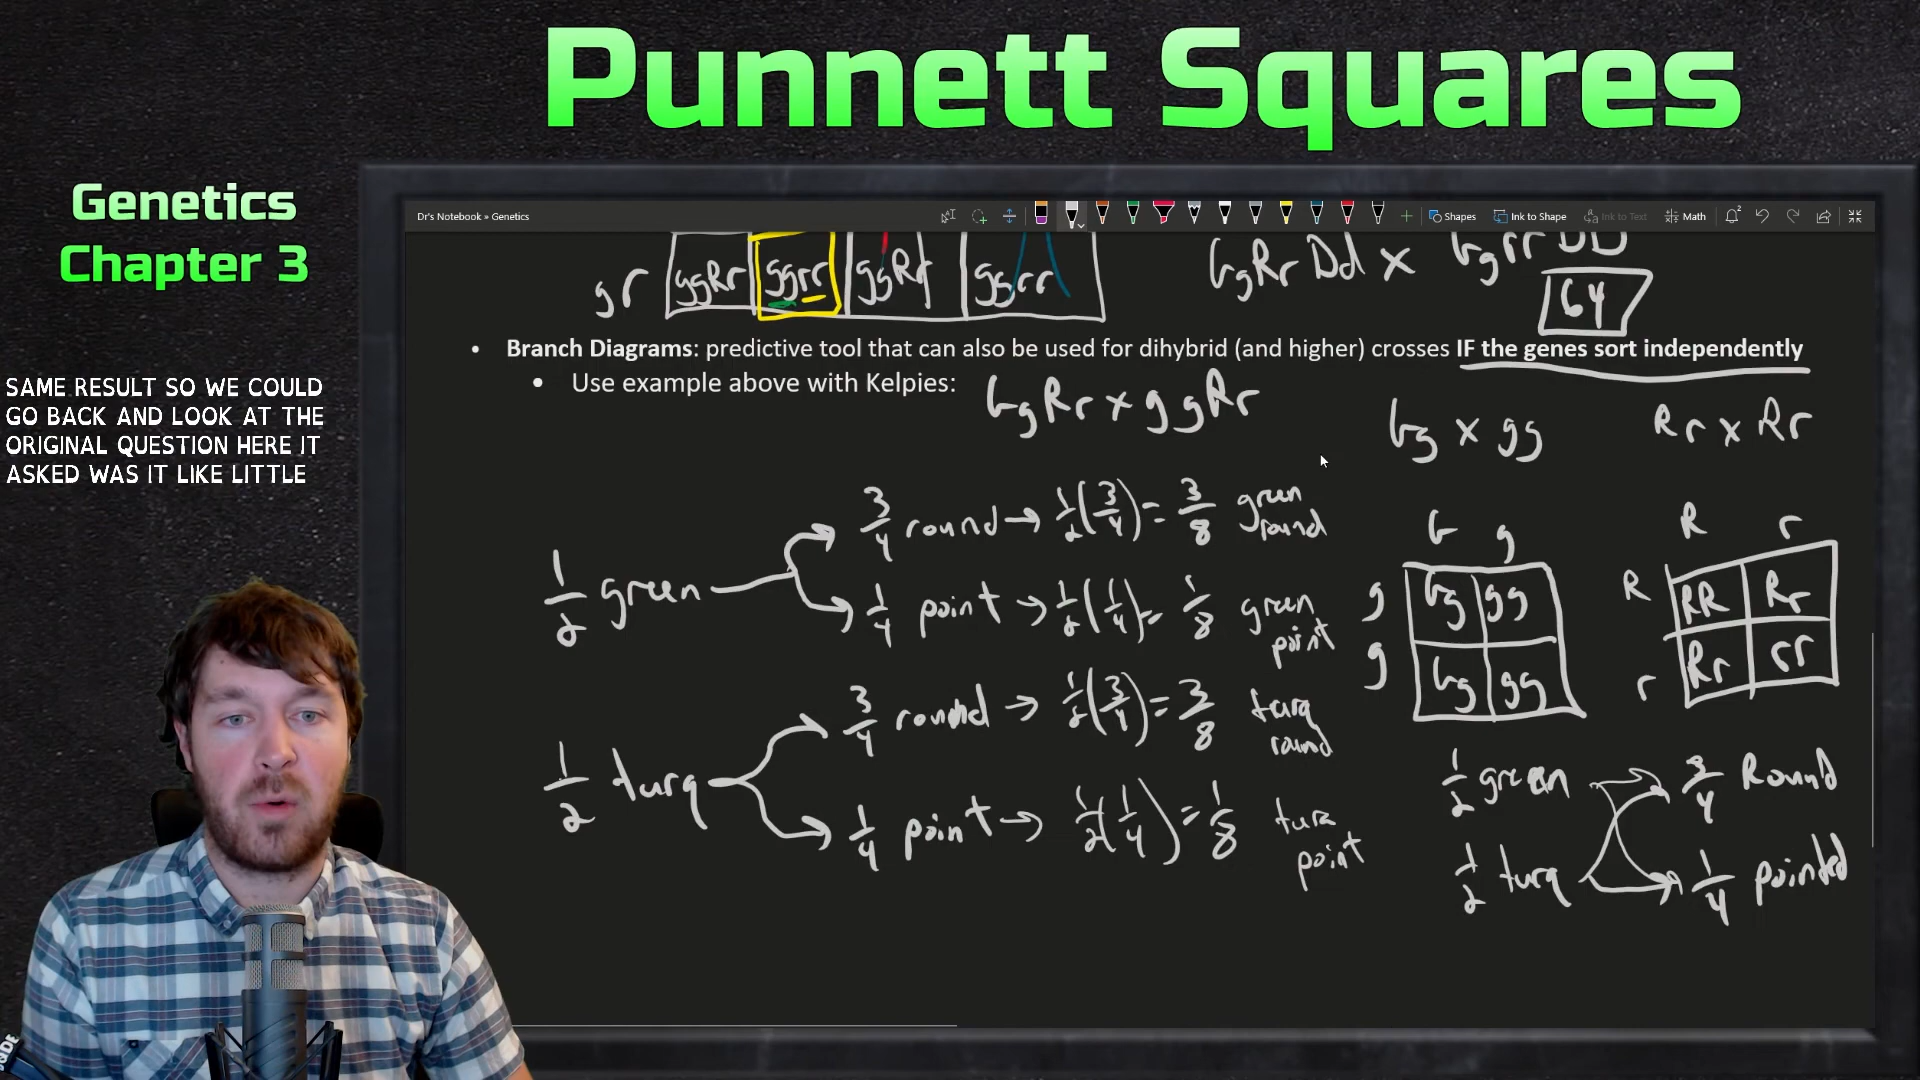 Punnett Squares
Genetics
Chapter 3
Dr's Notebook » Genetics
Shapes
Ink to Shape
Ink to Text
Math
SAME RESULT SO WE COULD
GO BACK AND LOOK AT THE
ORIGINAL QUESTION HERE IT
ASKED WAS IT LIKE LITTLE
gr ggRr ggrr ggRr ggrr
GgRrDd x Ggrr DD
64
• Branch Diagrams: predictive tool that can also be used for dihybrid (and higher) crosses IF the genes sort independently
• Use example above with Kelpies: GgRr x ggRr
Gg x gg
Rr x Rr
1/2 green
3/4 round → 1/2(3/4) = 3/8 green round
1/4 point → 1/2(1/4) = 1/8 green point
1/2 turq
3/4 round → 1/2(3/4) = 3/8 turq round
1/4 point → 1/2(1/4) = 1/8 turq point
G g
g Gg gg
g Gg gg
R r
R RR Rr
r Rr rr
1/2 green
3/4 Round
1/2 turq
1/4 pointed